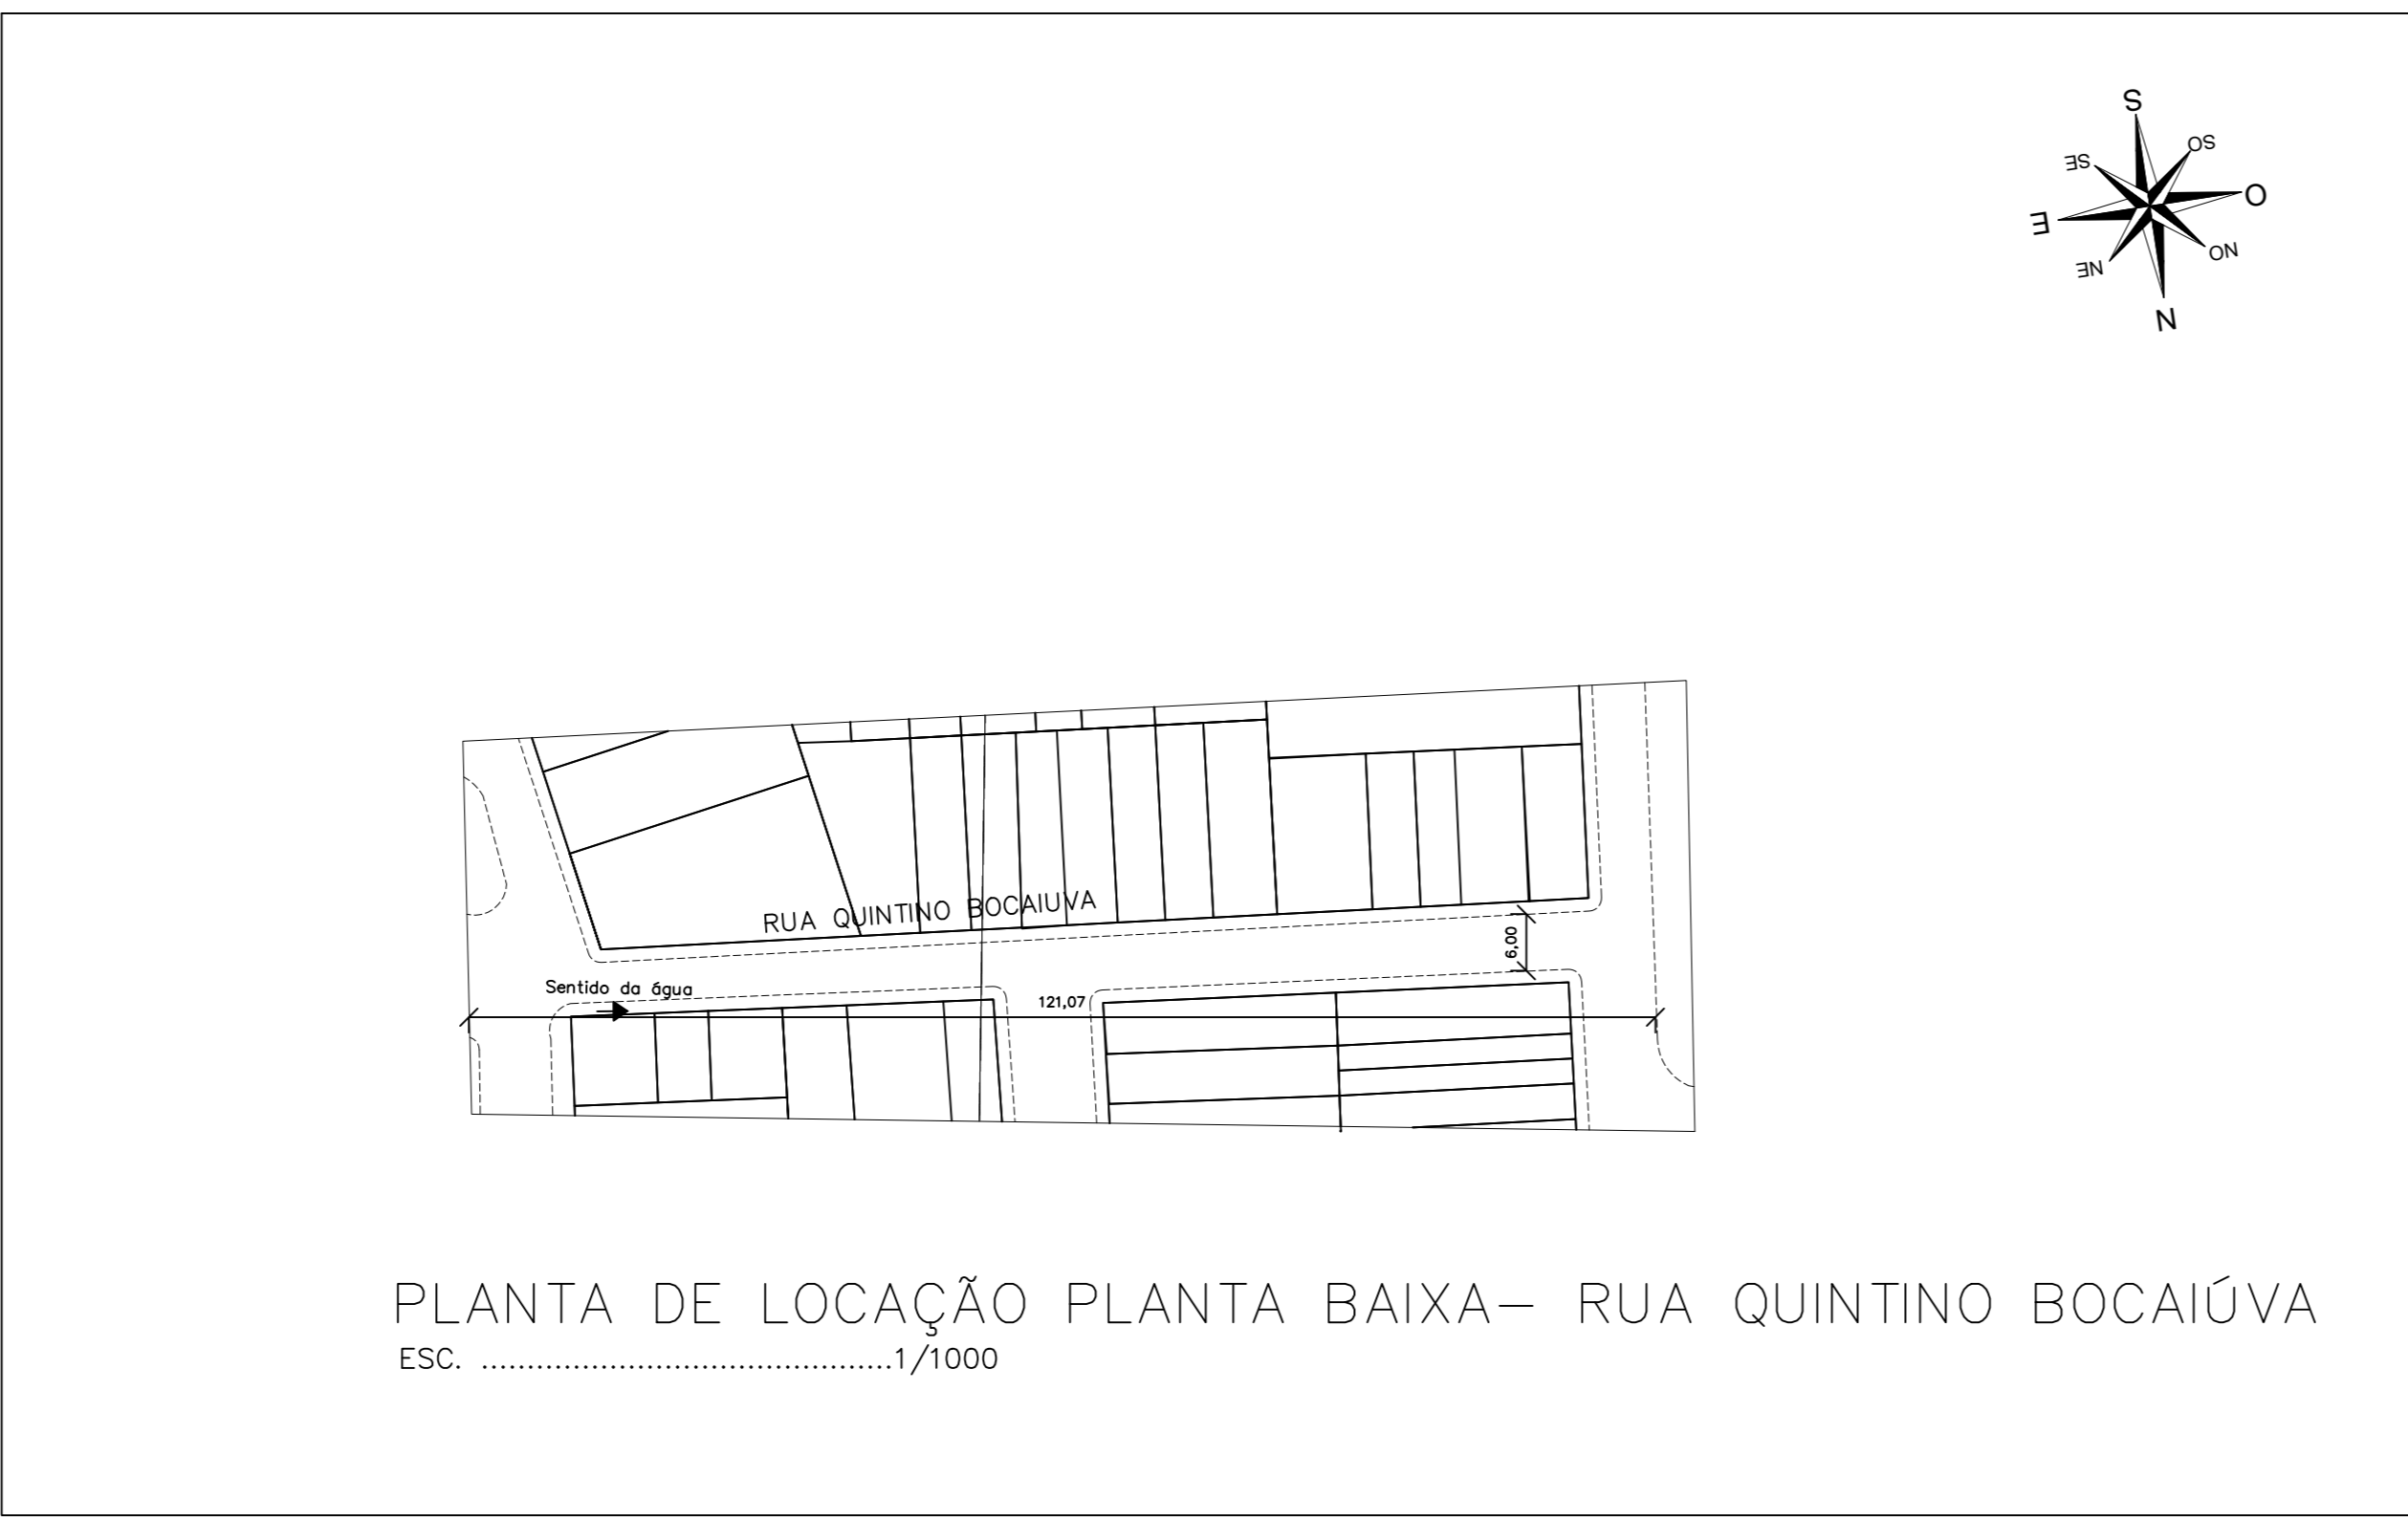 S
SE
SO
E
O
NE
NO
N
RUA QUINTINO BOCAIUVA
6,00
Sentido da água
121,07
PLANTA DE LOCAÇÃO PLANTA BAIXA– RUA QUINTINO BOCAIÚVA
ESC. .............................................1/1000